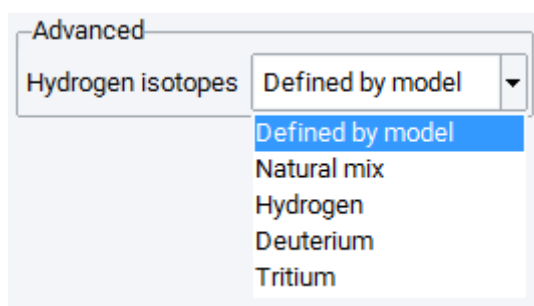 Advanced
Hydrogen isotopes Defined by model
Defined by model
Natural mix
Hydrogen
Deuterium
Tritium